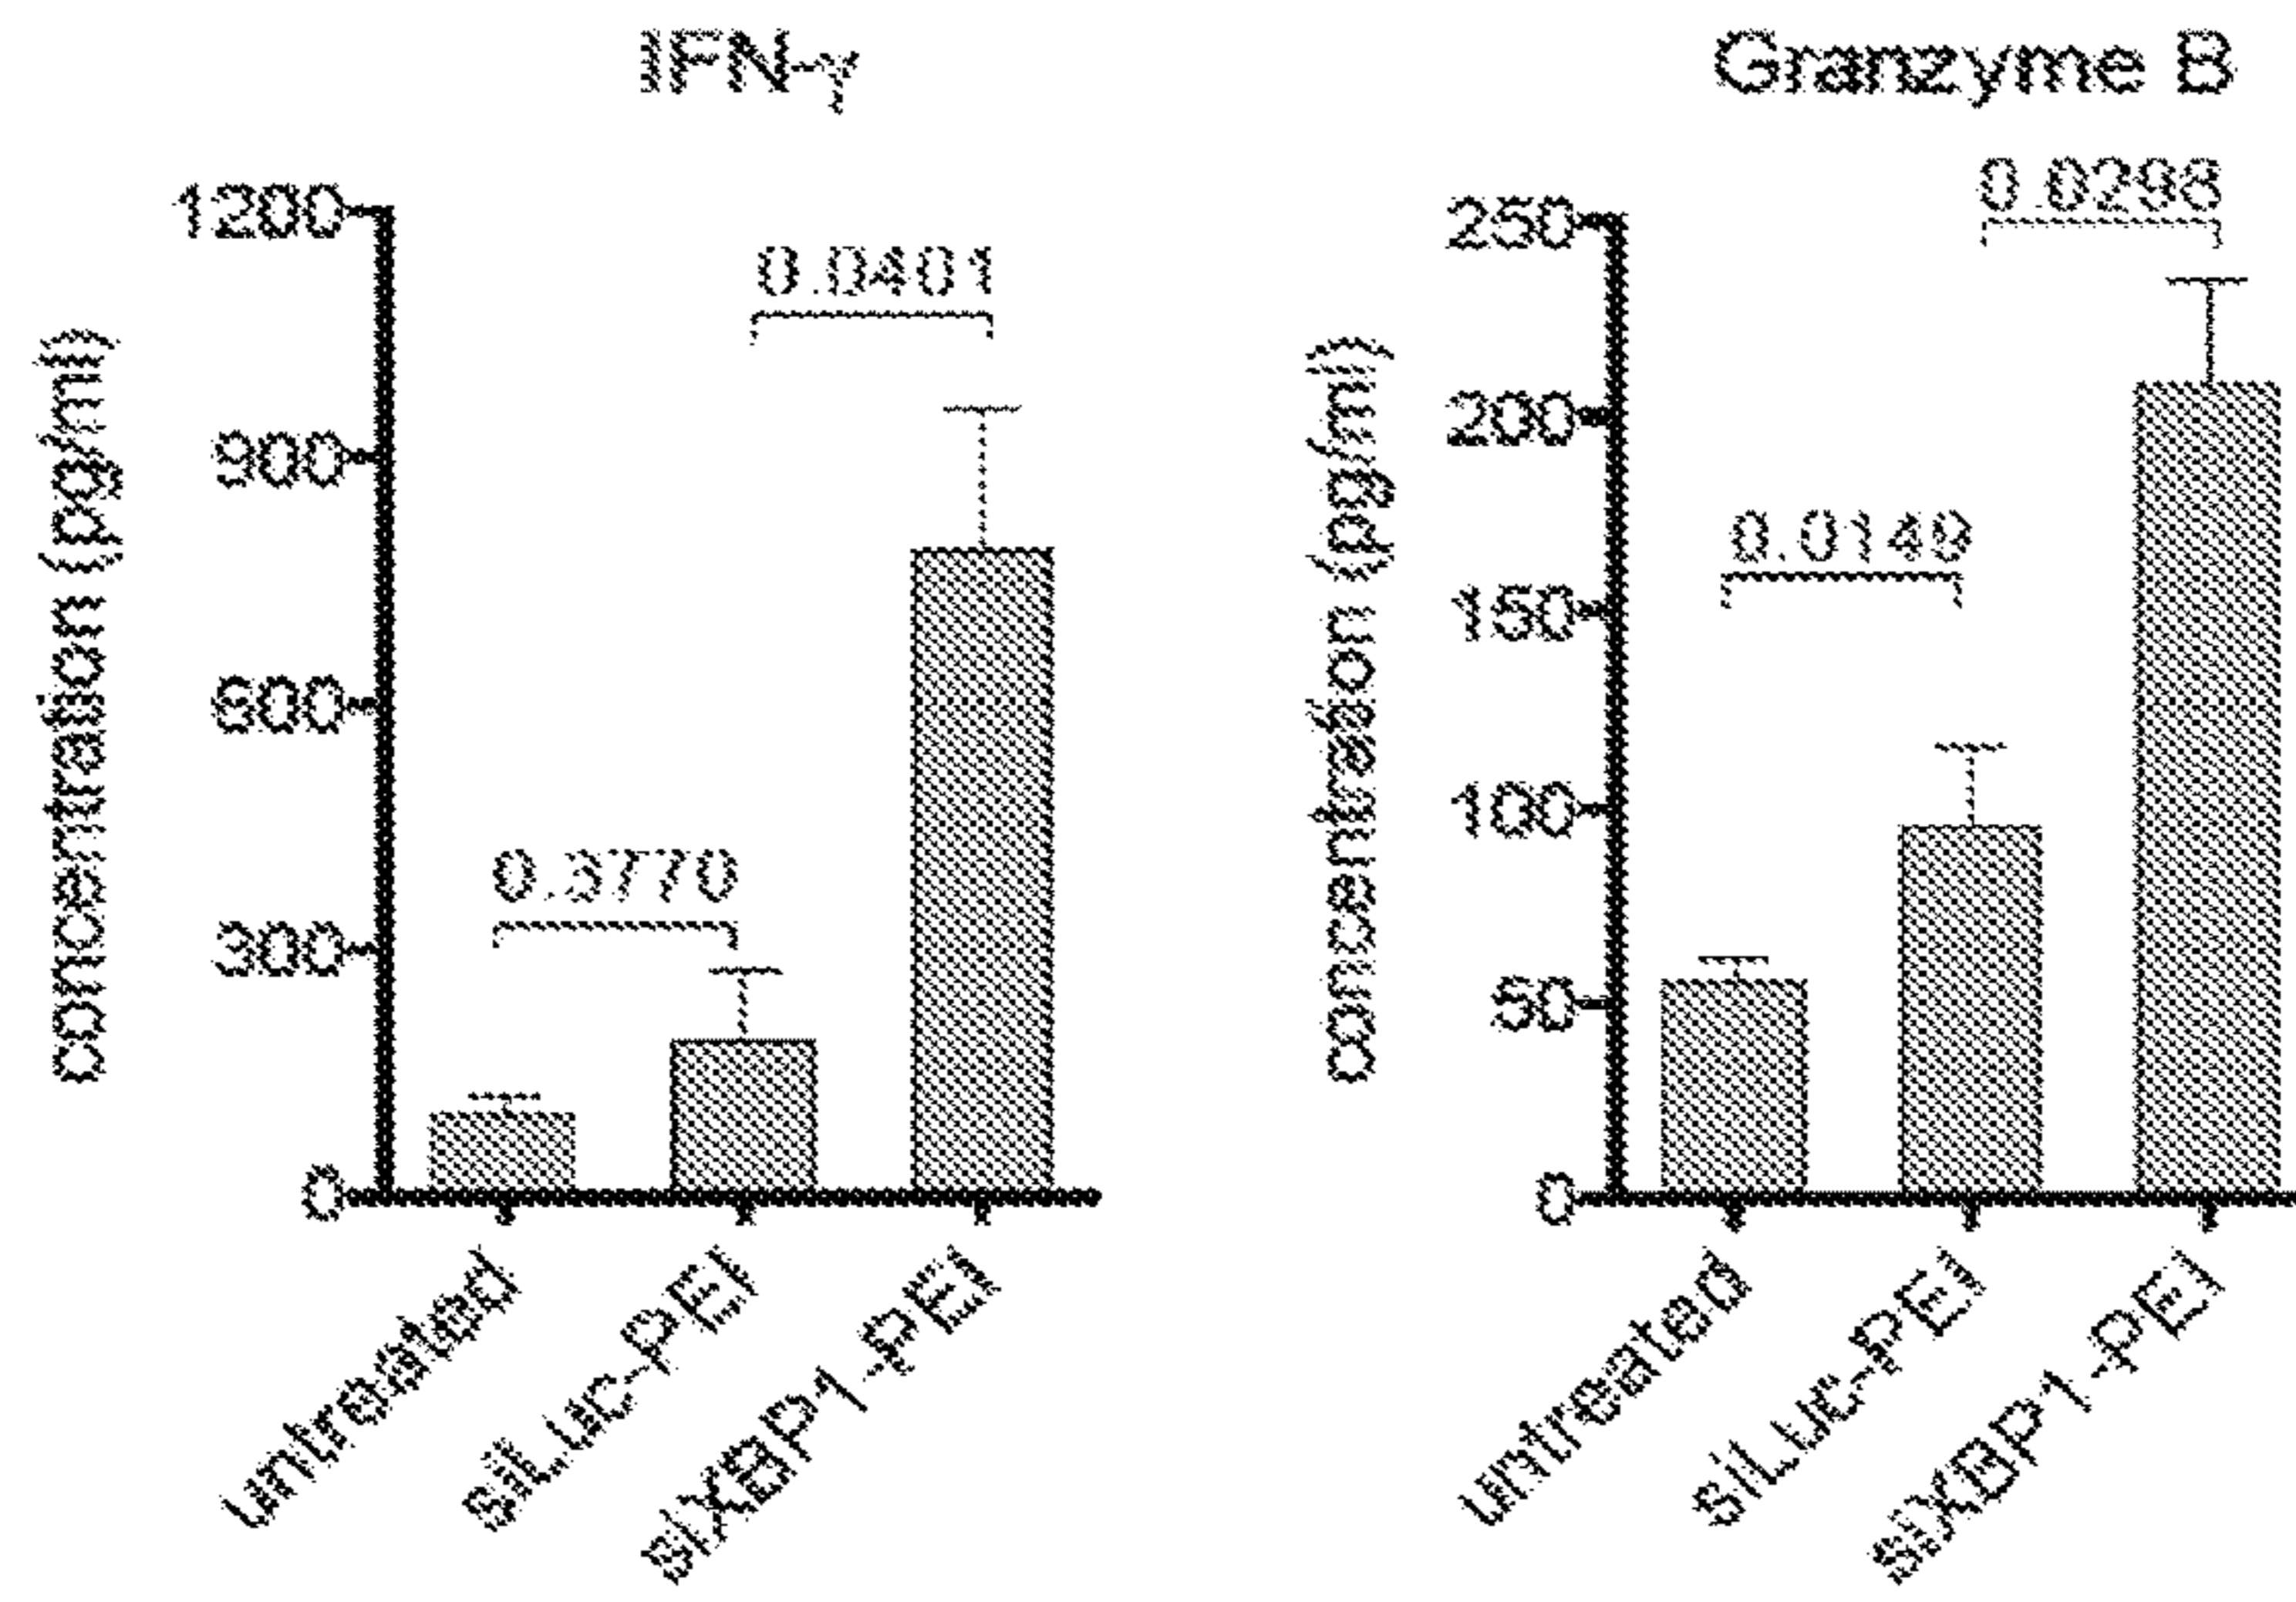 IFN-γ
concentration (pg/ml)
1200
900
600
300
0
0.0401
0.3770
untreated
siLuc-PEI
siXBP1-PEI
Granzyme B
concentration (pg/ml)
250
200
150
100
50
0
0.0298
0.0149
untreated
siLuc-PEI
siXBP1-PEI